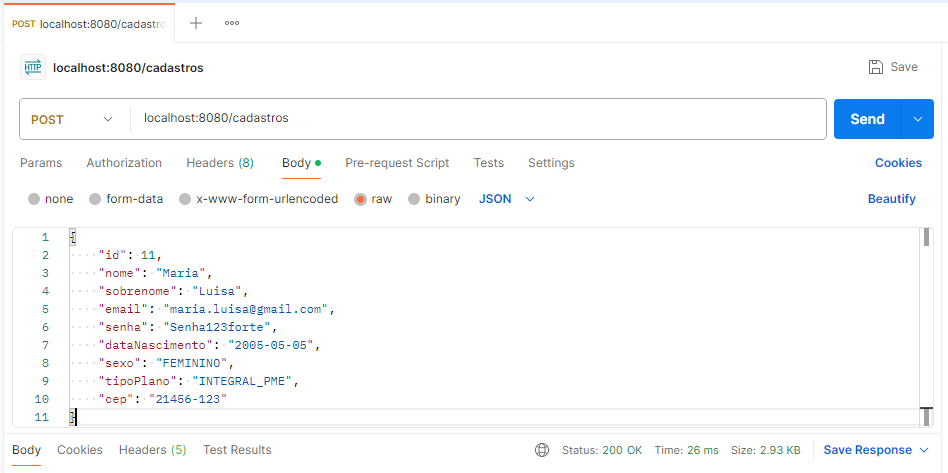 POST localhost:8080/cadastro
HTTP localhost:8080/cadastros Save
POST localhost:8080/cadastros Send
Params Authorization Headers (8) Body Pre-request Script Tests Settings Cookies
none form-data x-www-form-urlencoded raw binary JSON Beautify
1 {
2 "id": 11,
3 "nome": "Maria",
4 "sobrenome": "Luisa",
5 "email": "maria.luisa@gmail.com",
6 "senha": "Senha123forte",
7 "dataNascimento": "2005-05-05",
8 "sexo": "FEMININO",
9 "tipoPlano": "INTEGRAL_PME",
10 "cep": "21456-123"
11 }
Body Cookies Headers (5) Test Results Status: 200 OK Time: 26 ms Size: 2.93 KB Save Response